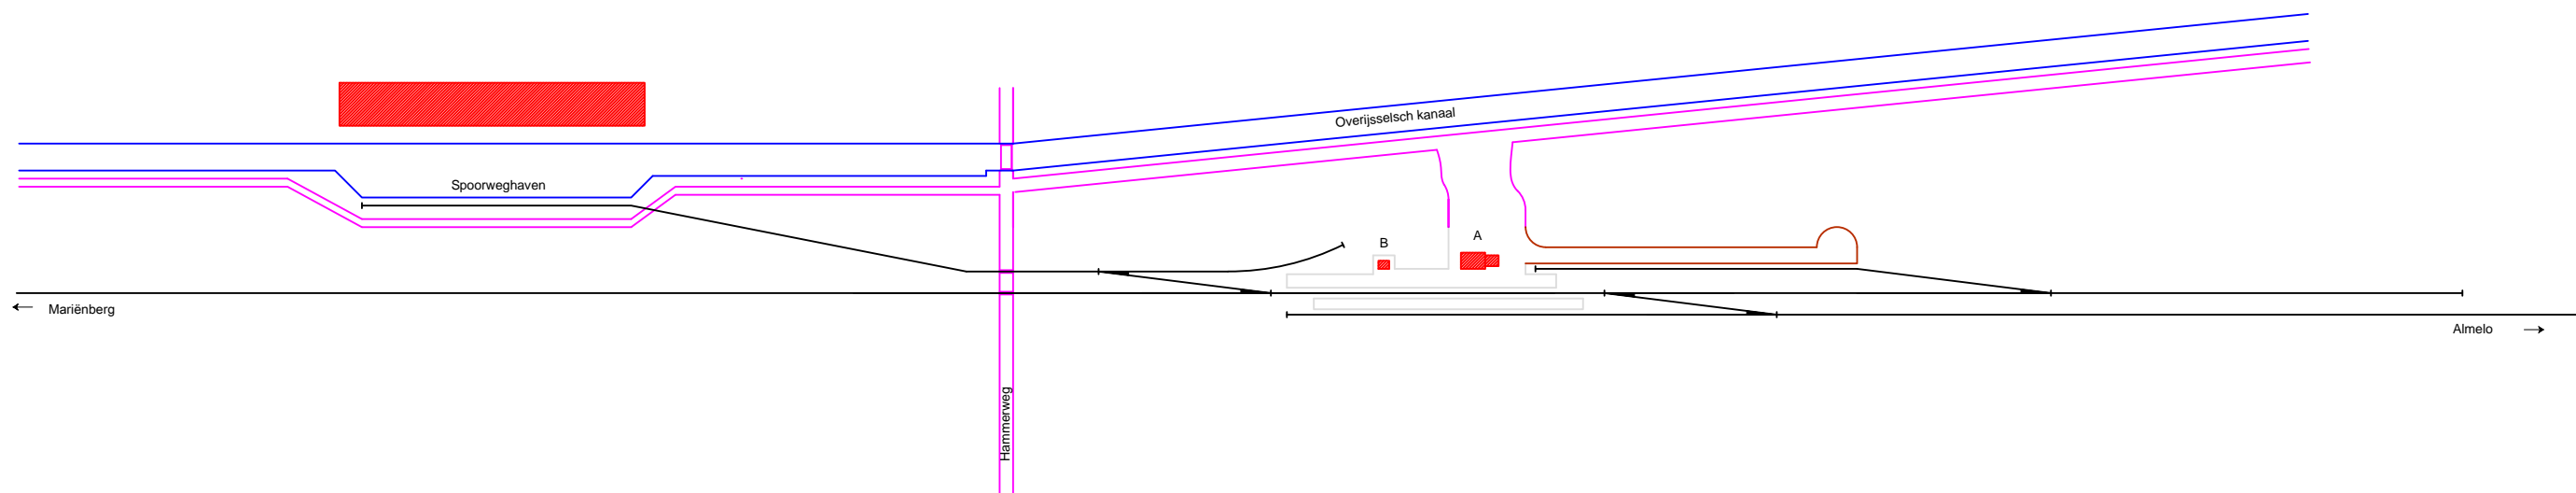 Overijsselsch kanaal
Spoorweghaven
B
A
Mariënberg
Almelo
Hammerweg